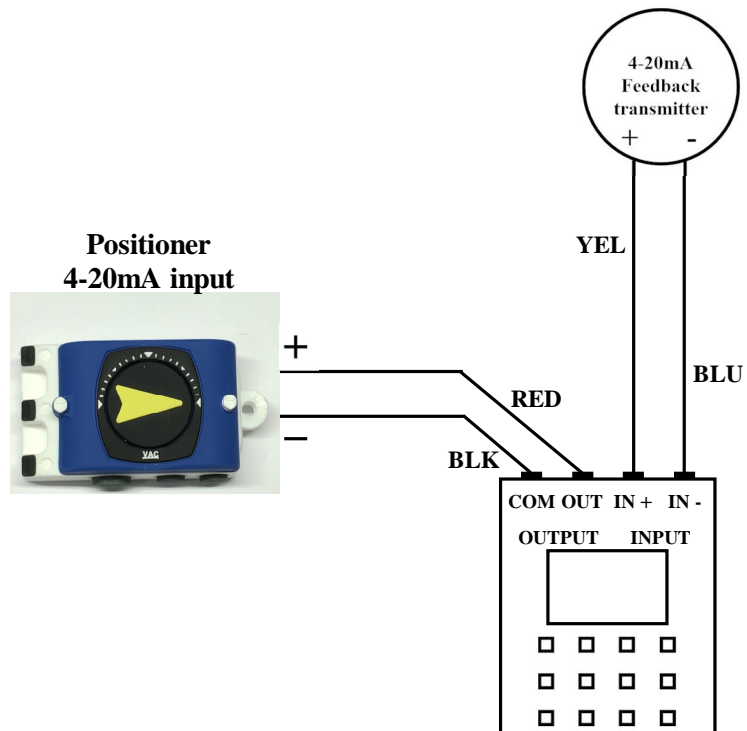 4-20mA
Feedback
transmitter
+ -
YEL
Positioner
4-20mA input
+
BLU
RED
−
BLK
VAC
COM OUT IN + IN -
OUTPUT INPUT